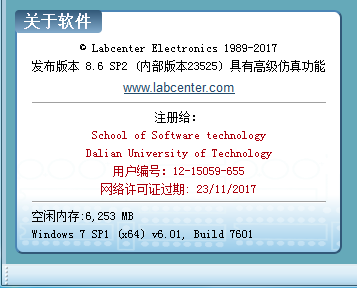 关于软件
© Labcenter Electronics 1989-2017
发布版本 8.6 SP2 (内部版本23525) 具有高级仿真功能
www.labcenter.com
注册给:
School of Software technology
Dalian University of Technology
用户编号: 12-15059-655
网络许可证过期: 23/11/2017
空闲内存:6,253 MB
Windows 7 SP1 (x64) v6.01, Build 7601